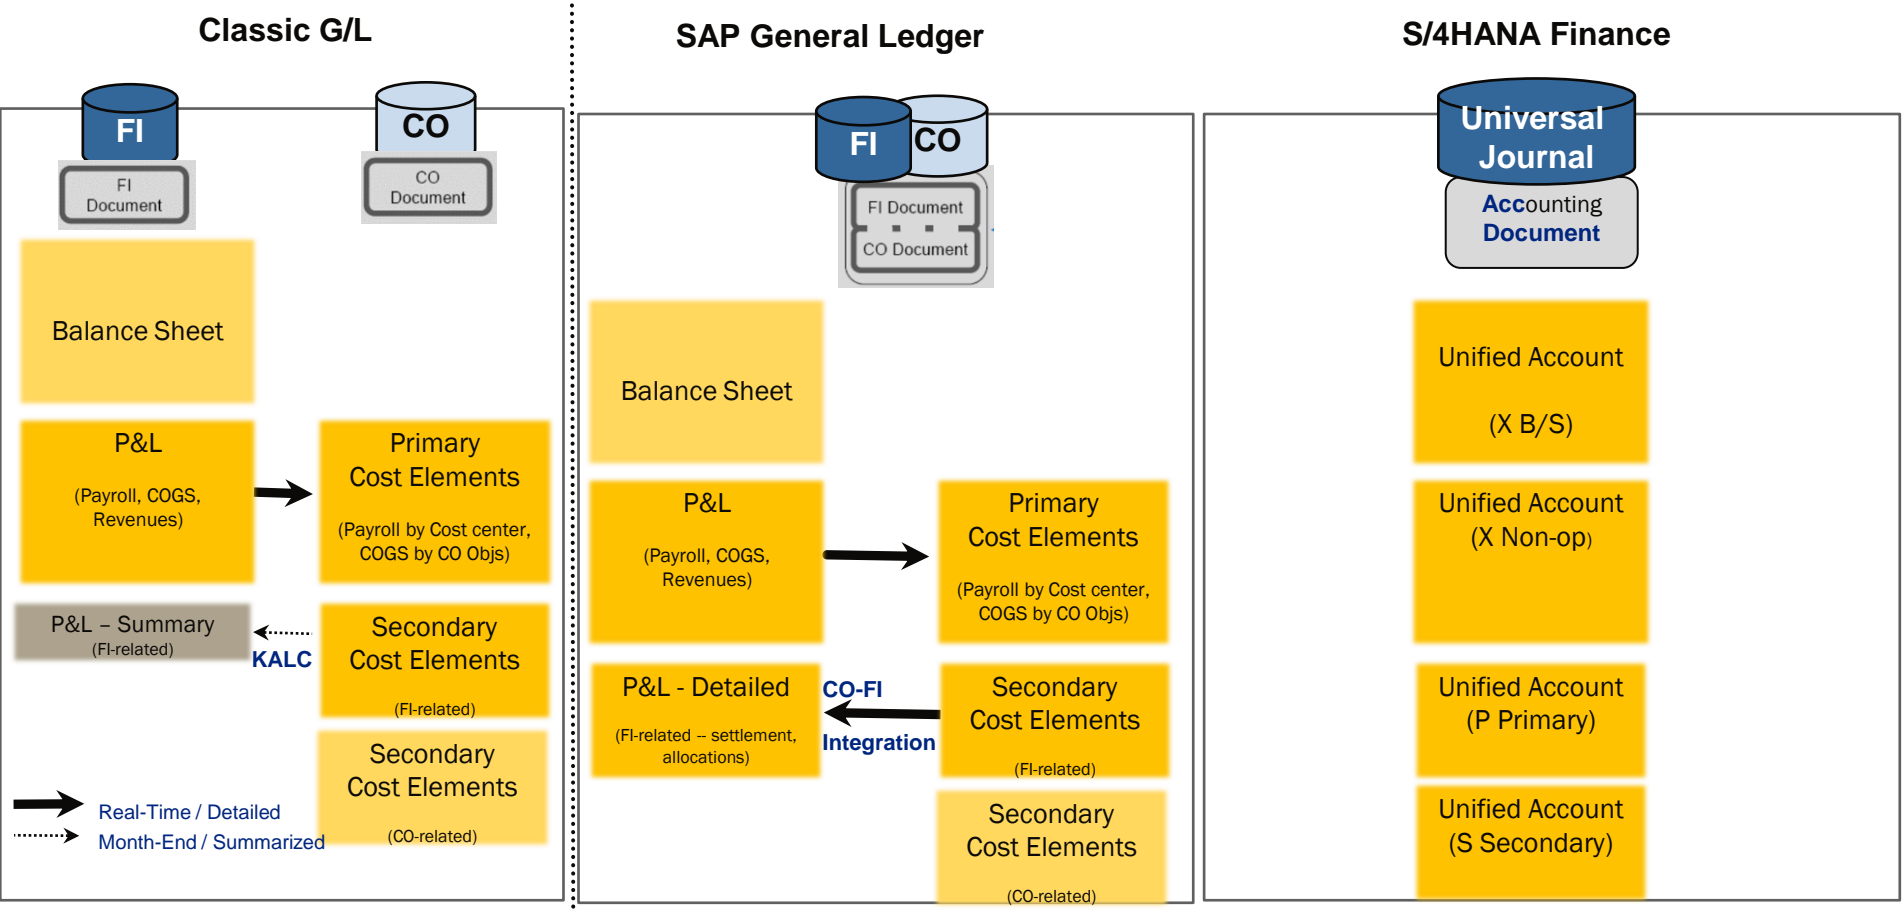 Classic G/L
FI
CO
FI
Document
CO
Document
Balance Sheet
P&L
(Payroll, COGS,
Revenues)
Primary
Cost Elements
(Payroll by Cost center,
COGS by CO Objs)
P&L – Summary
(FI-related)
KALC
Secondary
Cost Elements
(FI-related)
Secondary
Cost Elements
(CO-related)
Real-Time / Detailed
Month-End / Summarized
SAP General Ledger
FI
CO
FI Document
CO Document
Balance Sheet
P&L
(Payroll, COGS,
Revenues)
Primary
Cost Elements
(Payroll by Cost center,
COGS by CO Objs)
P&L - Detailed
(FI-related -- settlement,
allocations)
CO-FI
Integration
Secondary
Cost Elements
(FI-related)
Secondary
Cost Elements
(CO-related)
S/4HANA Finance
Universal
Journal
Accounting
Document
Unified Account
(X B/S)
Unified Account
(X Non-op)
Unified Account
(P Primary)
Unified Account
(S Secondary)